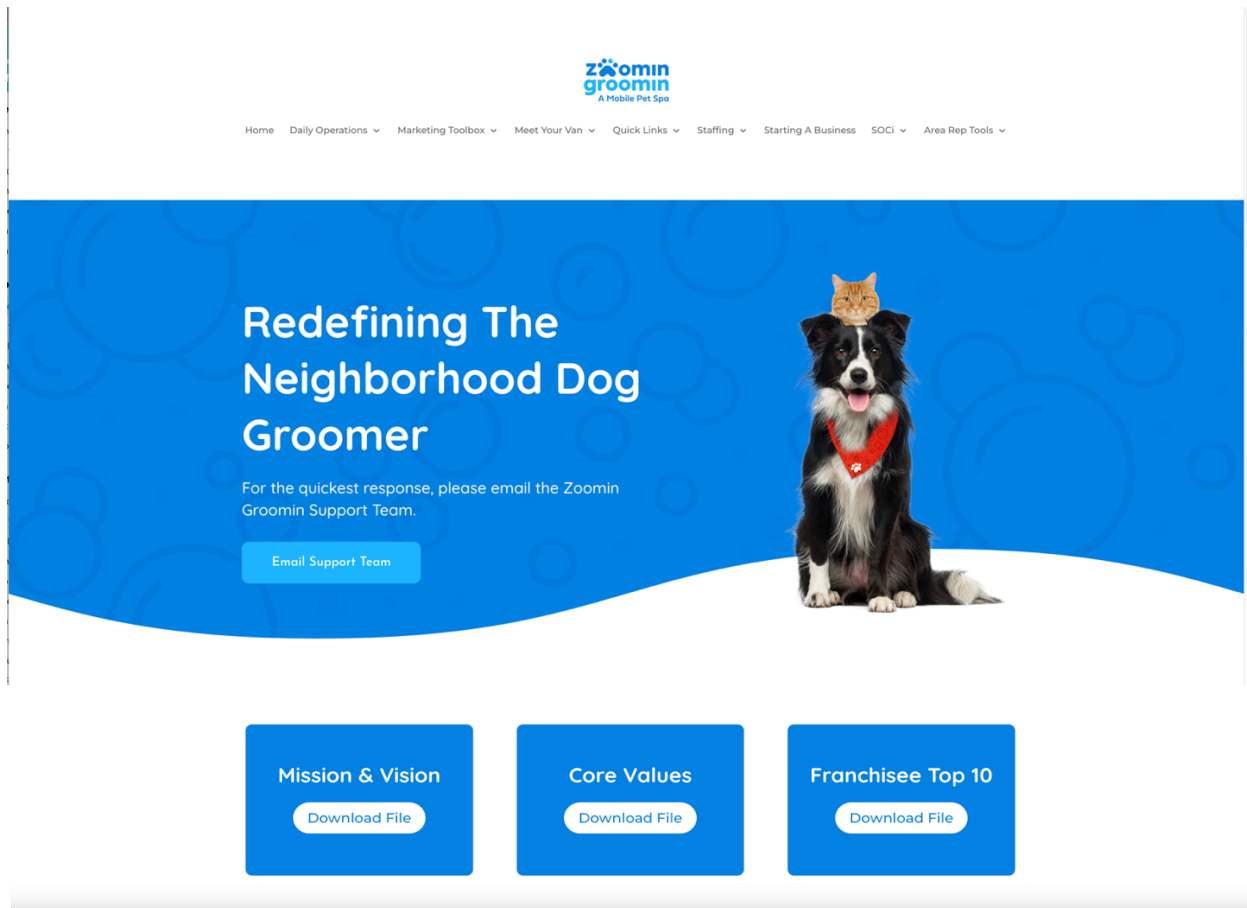 zoomin
groomin
A Mobile Pet Spa
Home Daily Operations Marketing Toolbox Meet Your Van Quick Links Staffing Starting A Business SOCi Area Rep Tools
Redefining The
Neighborhood Dog
Groomer
For the quickest response, please email the Zoomin
Groomin Support Team.
Email Support Team
Mission & Vision Core Values Franchisee Top 10
Download File Download File Download File